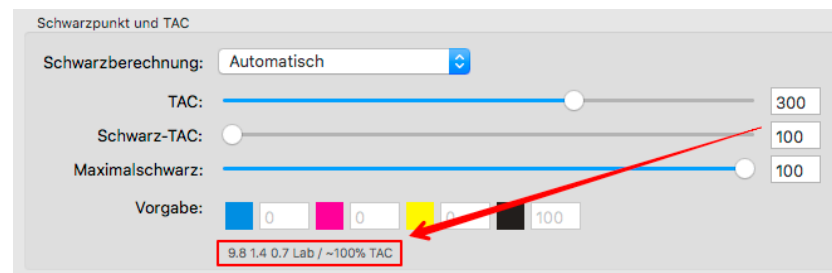 Schwarzpunkt und TAC
Schwarzberechnung: Automatisch
TAC: 300
Schwarz-TAC: 100
Maximalschwarz: 100
Vorgabe: 0 0 0 100
9.8 1.4 0.7 Lab / ~100% TAC